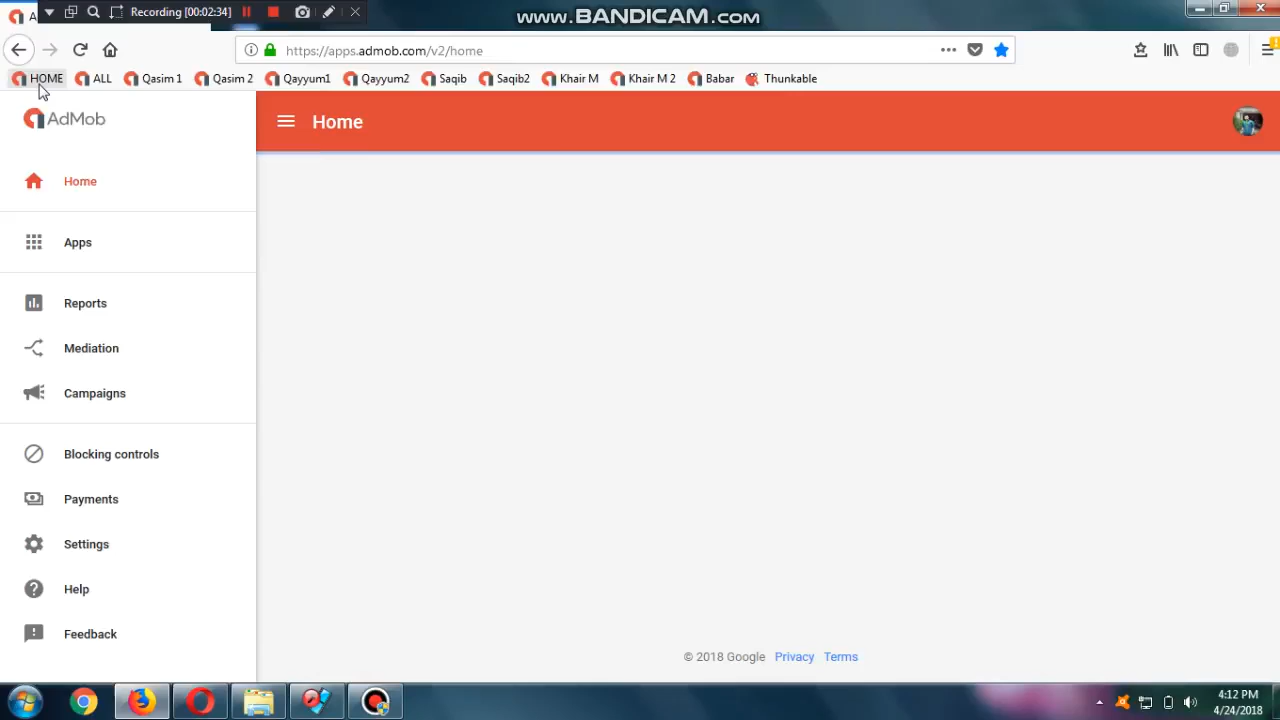 Recording [00:02:34]
www.BANDICAM.com
https://apps.admob.com/v2/home
HOME
ALL
Qasim 1
Qasim 2
Qayyum1
Qayyum2
Saqib
Saqib2
Khair M
Khair M 2
Babar
Thunkable
AdMob
Home
Home
Apps
Reports
Mediation
Campaigns
Blocking controls
Payments
Settings
Help
Feedback
© 2018 Google Privacy Terms
4:12 PM
4/24/2018